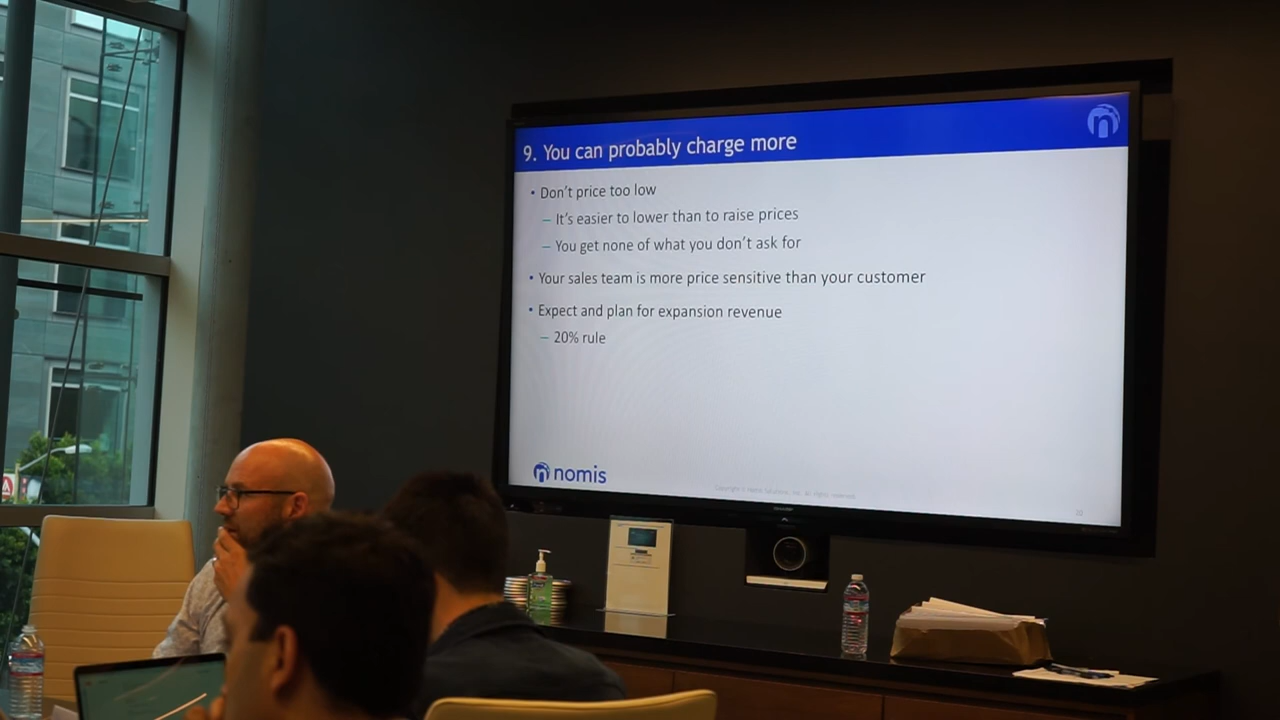 9. You can probably charge more
• Don't price too low
– It's easier to lower than to raise prices
– You get none of what you don't ask for
• Your sales team is more price sensitive than your customer
• Expect and plan for expansion revenue
– 20% rule
nomis